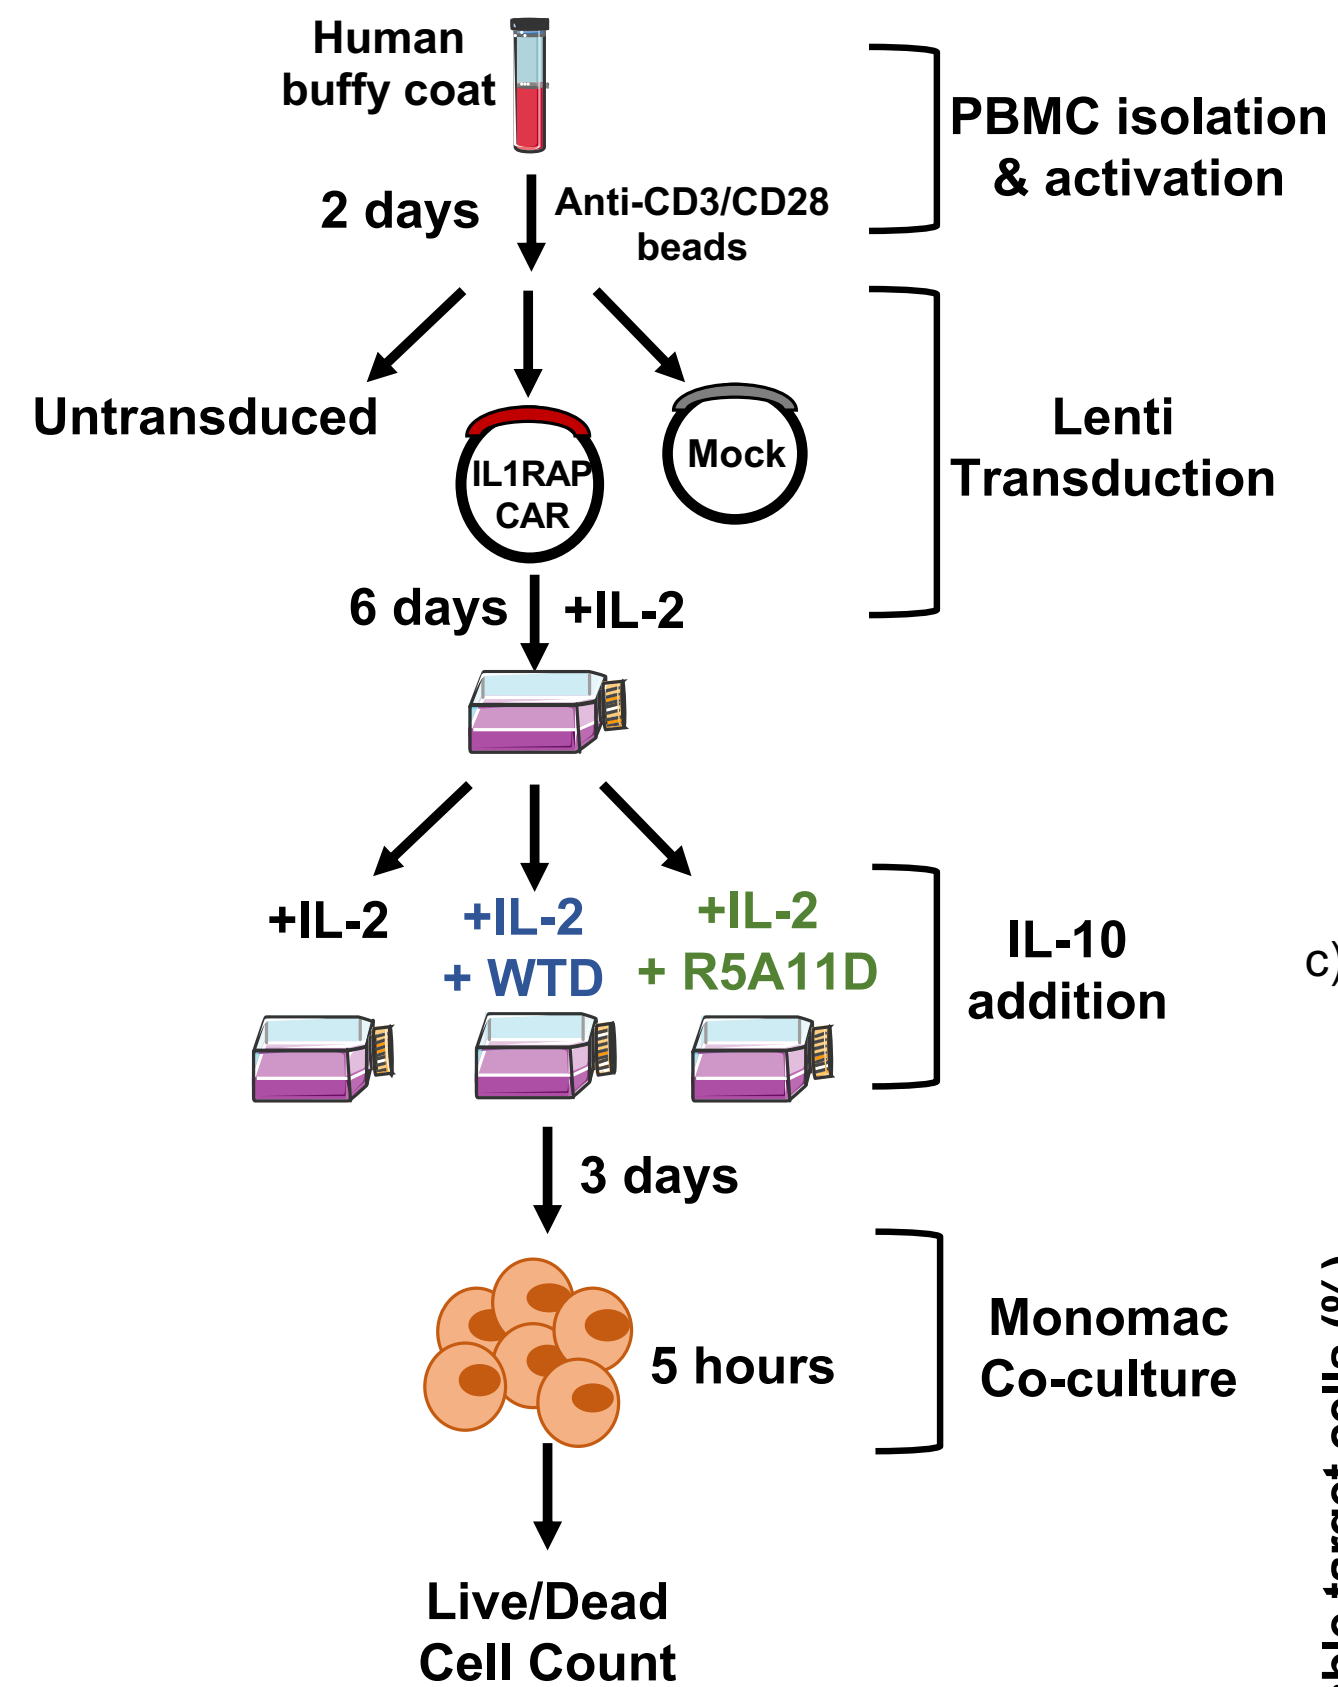 Human
buffy coat
PBMC isolation
& activation
2 days
Anti-CD3/CD28
beads
Untransduced
IL1RAP
CAR
Mock
Lenti
Transduction
6 days
+IL-2
+IL-2
+IL-2
+ WTD
+IL-2
+ R5A11D
IL-10
addition
c)
3 days
5 hours
Monomac
Co-culture
target cells (%)
Live/Dead
Cell Count